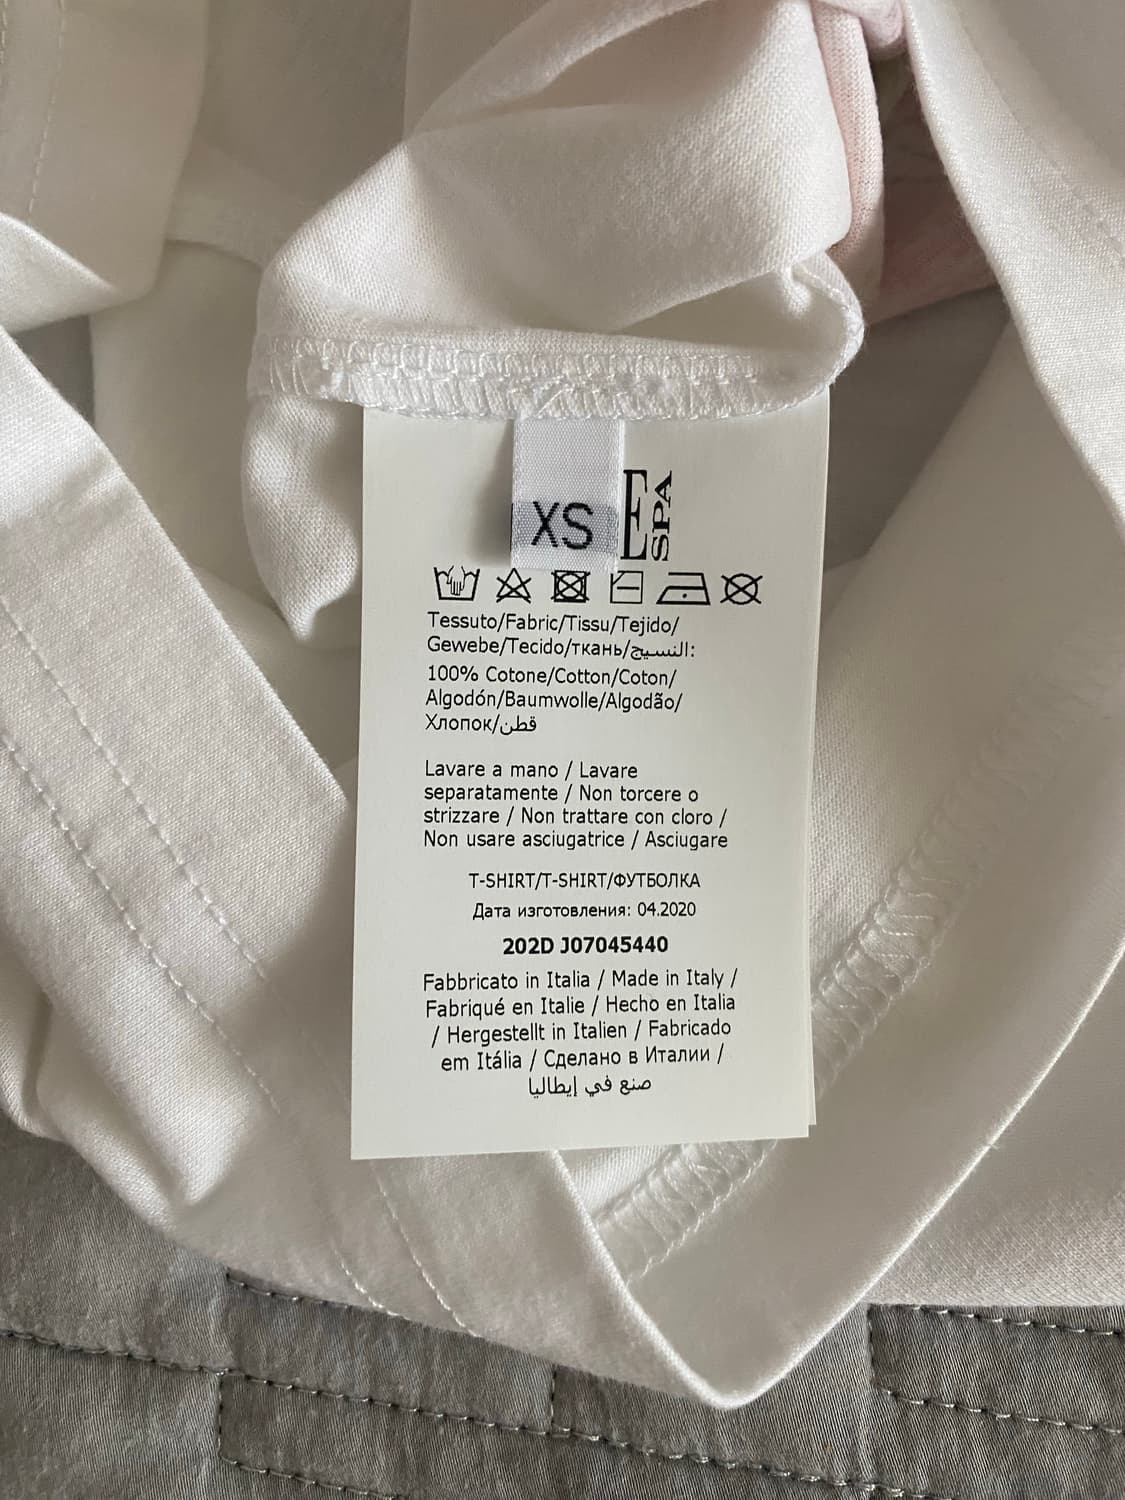 XS
E
SPA
Tessuto/Fabric/Tissu/Tejido/
Gewebe/Tecido/ткань/النسيج:
100% Cotone/Cotton/Coton/
Algodón/Baumwolle/Algodão/
Хлопок/قطن
Lavare a mano / Lavare
separatamente / Non torcere o
strizzare / Non trattare con cloro /
Non usare asciugatrice / Asciugare
T-SHIRT/T-SHIRT/ФУТБОЛКА
Дата изготовления: 04.2020
202D J07045440
Fabbricato in Italia / Made in Italy /
Fabriqué en Italie / Hecho en Italia
/ Hergestellt in Italien / Fabricado
em Itália / Сделано в Италии /
صنع في إيطاليا